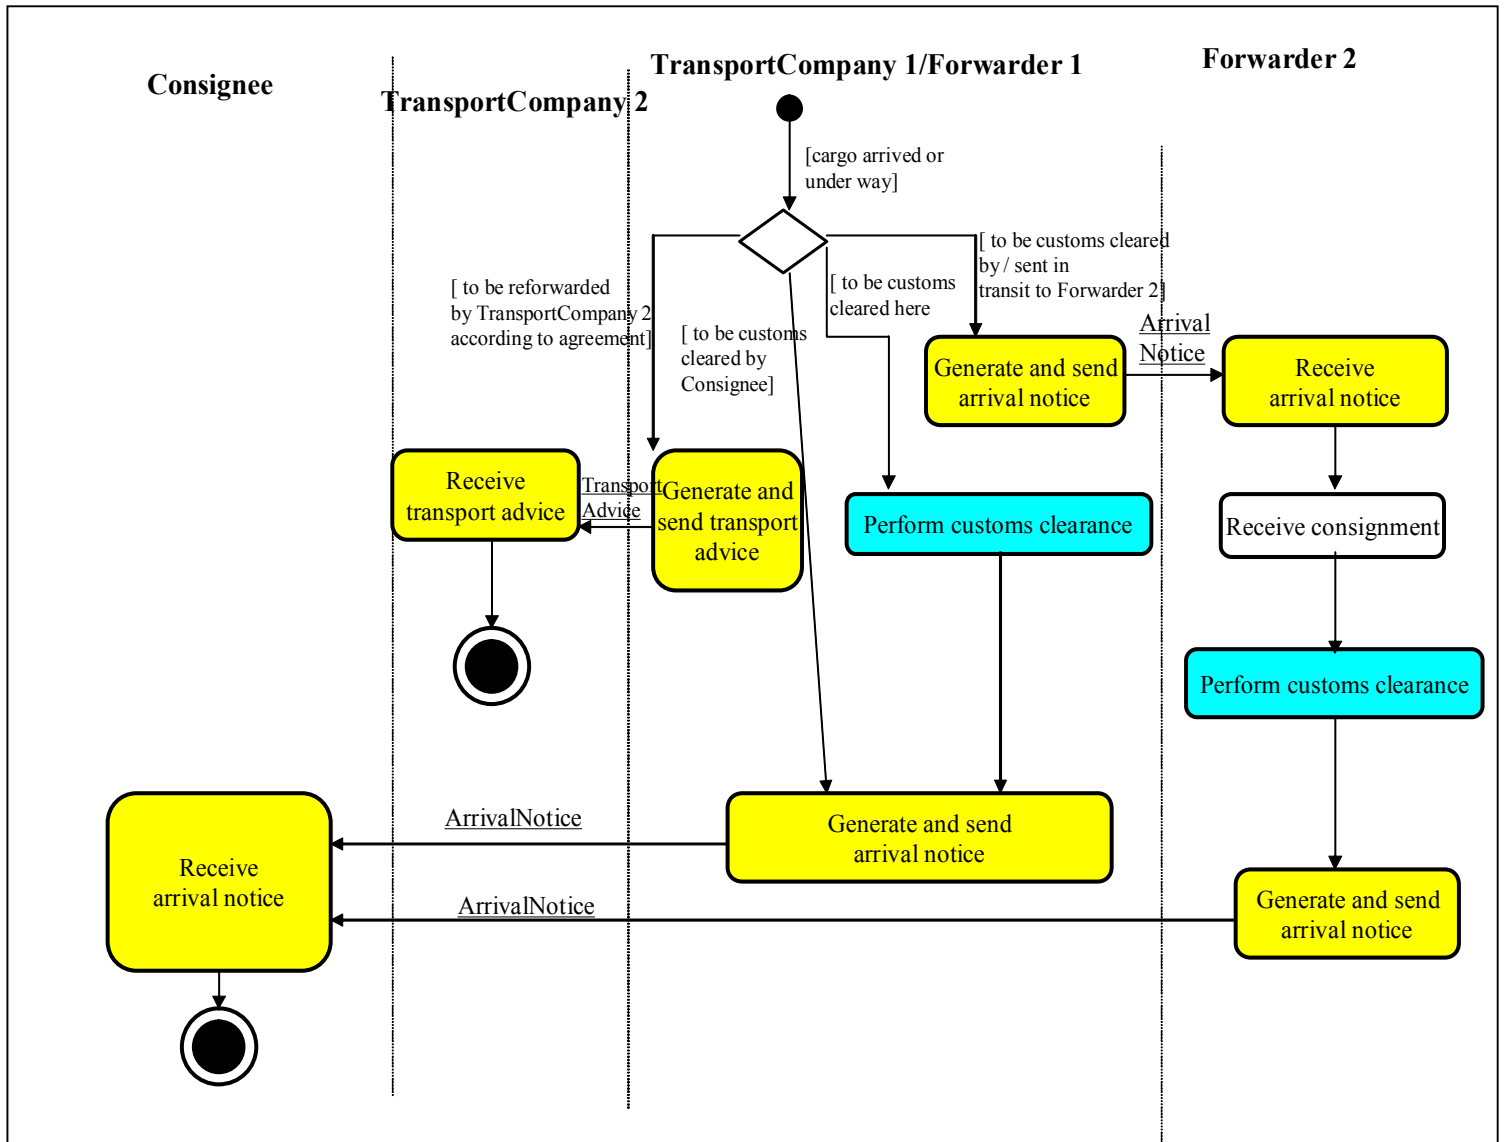 Consignee
TransportCompany 2
TransportCompany 1/Forwarder 1
Forwarder 2
[cargo arrived or
under way]
[ to be reforwarded
by TransportCompany 2
according to agreement]
[ to be customs
cleared by
Consignee]
[ to be customs
cleared here
[ to be customs cleared
by / sent in
transit to Forwarder 2]
Generate and send
arrival notice
Arrival
Notice
Receive
arrival notice
Receive
transport advice
Transport
Advice
Generate and
send transport
advice
Perform customs clearance
Receive consignment
Perform customs clearance
ArrivalNotice
Generate and send
arrival notice
Receive
arrival notice
ArrivalNotice
Generate and send
arrival notice